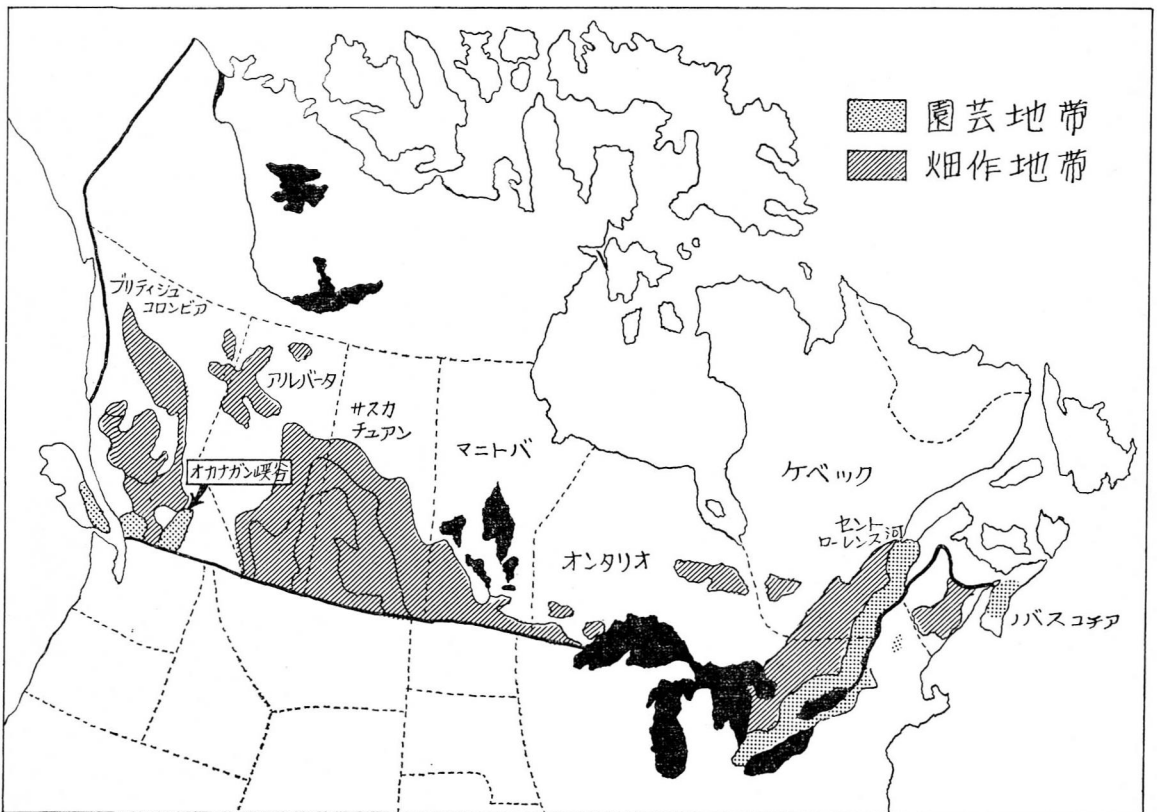 園芸地帯
畑作地帯
ブリティジュ
コロンビア
アルバータ
サスカ
チュアン
マニトバ
オカナガン峡谷
ケベック
セント
ローレンス河
オンタリオ
ノバスコチア